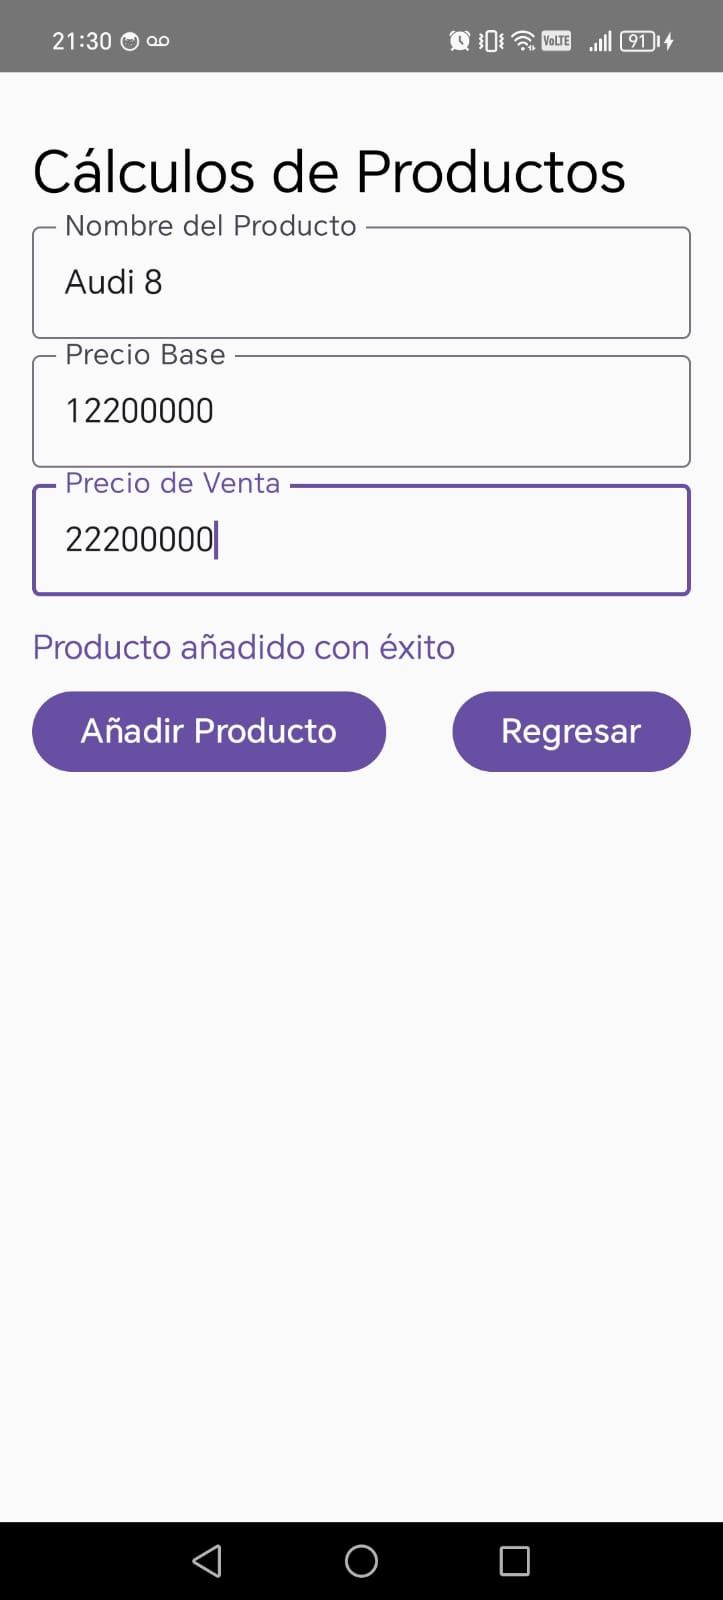 21:30
VoLTE
91
Cálculos de Productos
Nombre del Producto
Audi 8
Precio Base
12200000
Precio de Venta
22200000
Producto añadido con éxito
Añadir Producto
Regresar